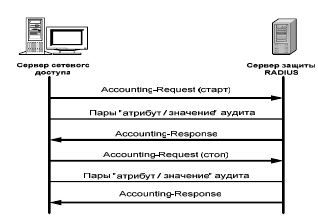 Сервер сетевого
доступа
Сервер защиты
RADIUS
Accounting-Request (старт)
Пары "атрибут / значение" аудита
Accounting-Response
Accounting-Request (стоп)
Пары "атрибут / значение" аудита
Accounting-Response